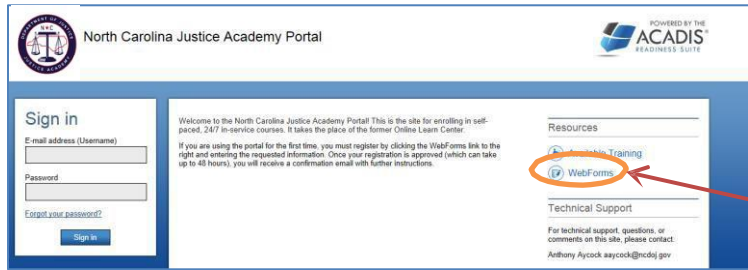 North Carolina Justice Academy Portal
POWERED BY THE
ACADIS®
READINESS SUITE
Sign in
E-mail address (Username)
Password
Forgot your password?
Sign in
Welcome to the North Carolina Justice Academy Portal! This is the site for enrolling in self-
paced, 24/7 in-service courses. It takes the place of the former Online Learn Center.
If you are using the portal for the first time, you must register by clicking the WebForms link to the
right and entering the requested information. Once your registration is approved (which can take
up to 48 hours), you will receive a confirmation email with further instructions.
Resources
Available Training
WebForms
Technical Support
For technical support, questions, or
comments on this site, please contact:
Anthony Aycock aaycock@ncdoj.gov